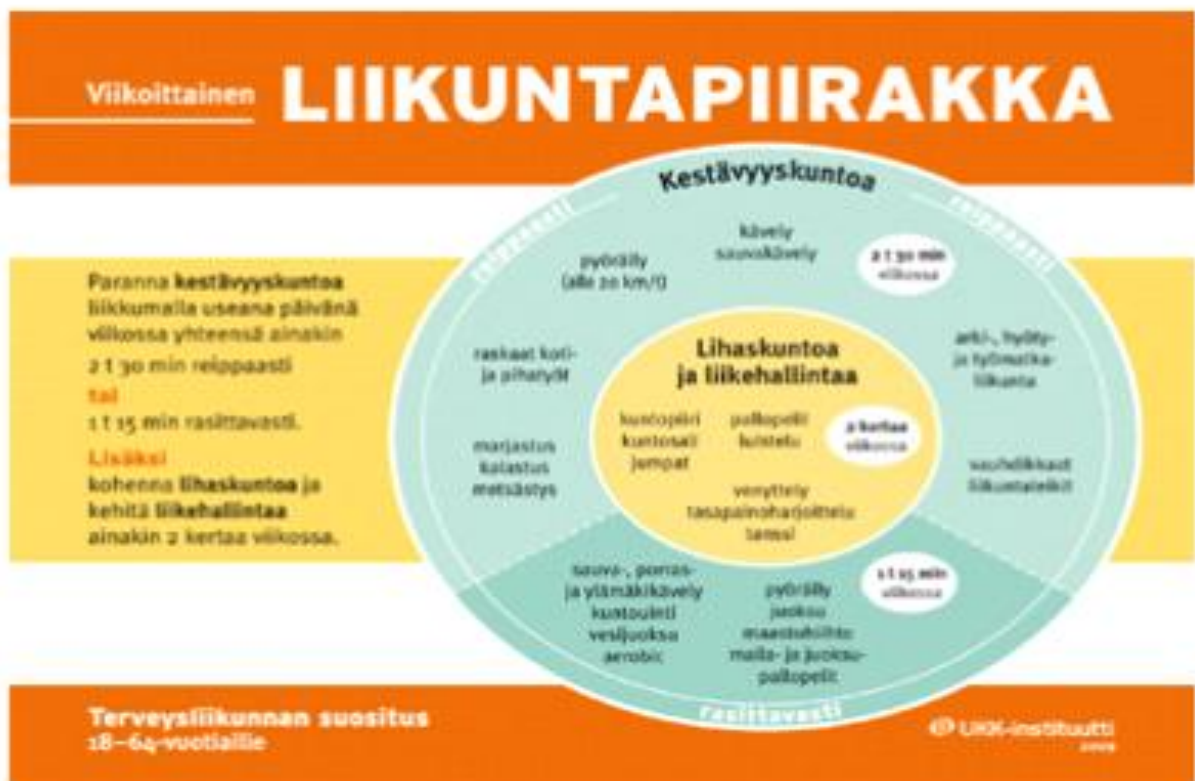 Viikoittainen LIIKUNTAPIIRAKKA
Paranna kestävyyskuntoa
liikkumalla useana päivänä
viikossa yhteensä ainakin
2 t 30 min reippaasti
tai
1 t 15 min rasittavasti.
Lisäksi
kohenna lihaskuntoa ja
kehitä liikehallintaa
ainakin 2 kertaa viikossa.
Kestävyyskuntoa
reippaasti
reippaasti
kävely
sauvakävely
2 t 30 min
viikossa
pyöräily
(alle 20 km/t)
raskaat koti-
ja pihatyöt
marjastus
kalastus
metsästys
arki-, hyöty-
ja työmatka-
liikunta
vauhdikkaat
liikuntaleikit
Lihaskuntoa
ja liikehallintaa
kuntopiiri
kuntosali
jumpat
pallopelit
luistelu
2 kertaa
viikossa
venyttely
tasapainoharjoittelu
tanssi
sauva-, porras-
ja ylämäkikävely
kuntouinti
vesijuoksu
aerobic
pyöräily
juoksu
maastohiihto
maila- ja juoksu-
pallopelit
1 t 15 min
viikossa
rasittavasti
Terveysliikunnan suositus
18–64-vuotiaille
UKK-instituutti